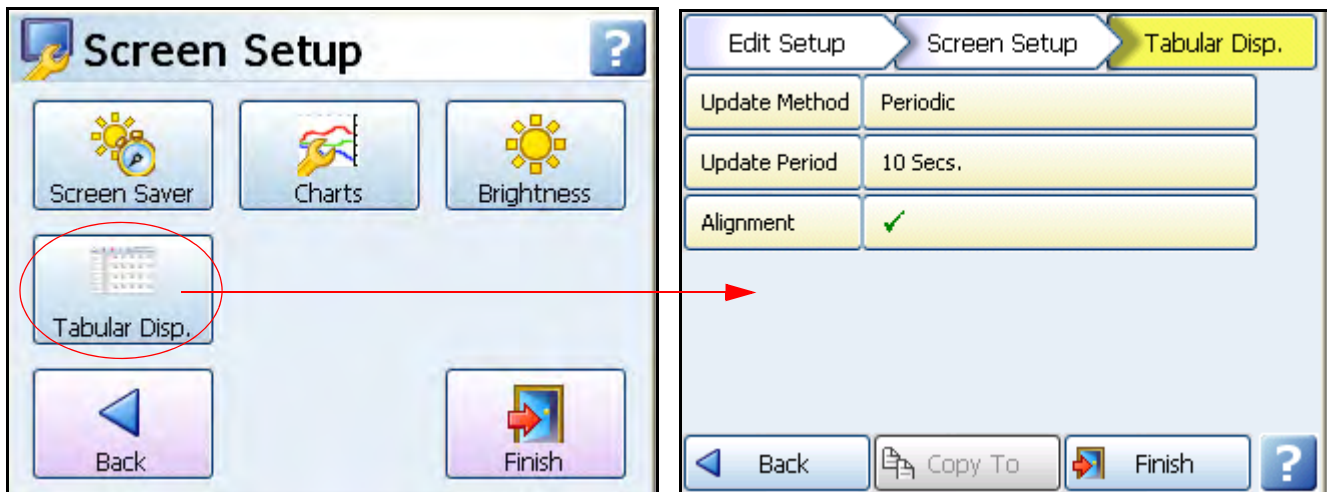 Screen Setup
?
Screen Saver
Charts
Brightness
Tabular Disp.
Back
Finish
Edit Setup
Screen Setup
Tabular Disp.
Update Method
Periodic
Update Period
10 Secs.
Alignment
Back
Copy To
Finish
?